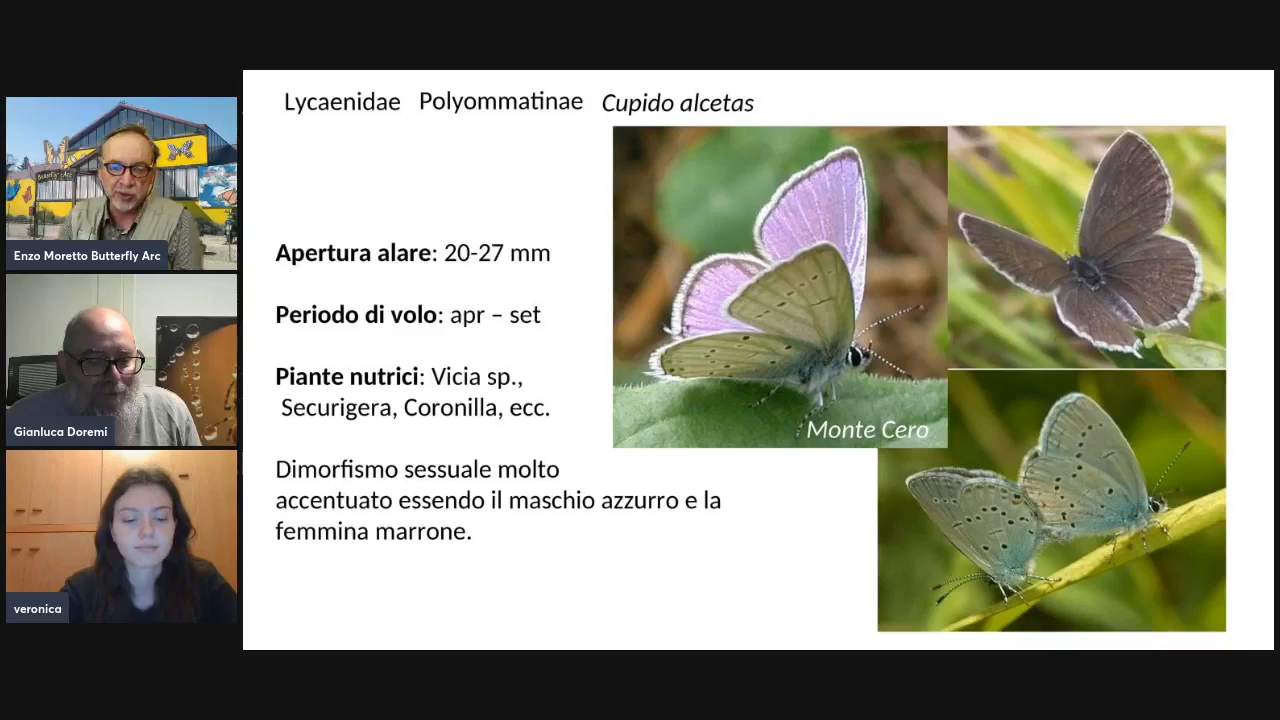 Lycaenidae Polyommatinae Cupido alcetas
Apertura alare: 20-27 mm
Periodo di volo: apr – set
Piante nutrici: Vicia sp.,
Securigera, Coronilla, ecc.
Dimorfismo sessuale molto
accentuato essendo il maschio azzurro e la
femmina marrone.
Monte Cero
Butterfly Arc
Enzo Moretto Butterfly Arc
Gianluca Doremi
veronica